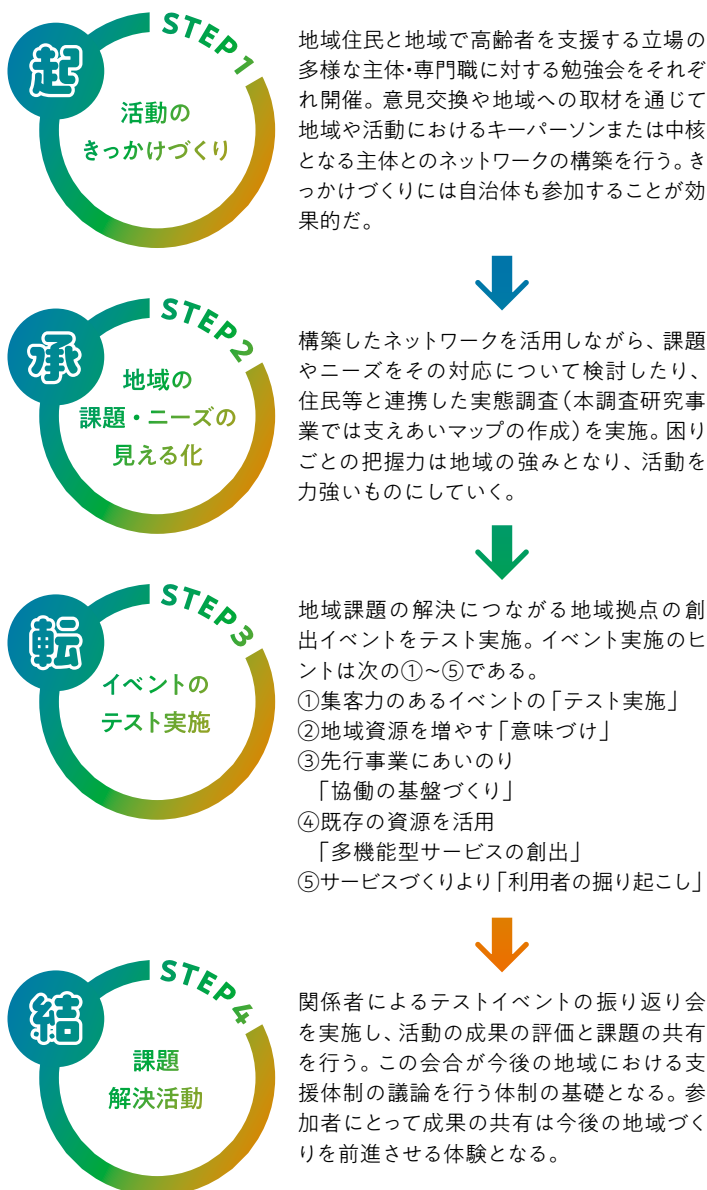 起
STEP1
活動の
きっかけづくり
地域住民と地域で高齢者を支援する立場の
多様な主体・専門職に対する勉強会をそれぞ
れ開催。意見交換や地域への取材を通じて
地域や活動におけるキーパーソンまたは中核
となる主体とのネットワークの構築を行う。き
っかけづくりには自治体も参加することが効
果的だ。
承
STEP2
地域の
課題・ニーズの
見える化
構築したネットワークを活用しながら、課題
やニーズをその対応について検討したり、
住民等と連携した実態調査(本調査研究事
業では支えあいマップの作成)を実施。困り
ごとの把握力は地域の強みとなり、活動を
力強いものにしていく。
転
STEP3
イベントの
テスト実施
地域課題の解決につながる地域拠点の創
出イベントをテスト実施。イベント実施のヒ
ントは次の①~⑤である。
①集客力のあるイベントの「テスト実施」
②地域資源を増やす「意味づけ」
③先行事業にあいのり
「協働の基盤づくり」
④既存の資源を活用
「多機能型サービスの創出」
⑤サービスづくりより「利用者の掘り起こし」
結
STEP4
課題
解決活動
関係者によるテストイベントの振り返り会
を実施し、活動の成果の評価と課題の共有
を行う。この会合が今後の地域における支
援体制の議論を行う体制の基礎となる。参
加者にとって成果の共有は今後の地域づく
りを前進させる体験となる。